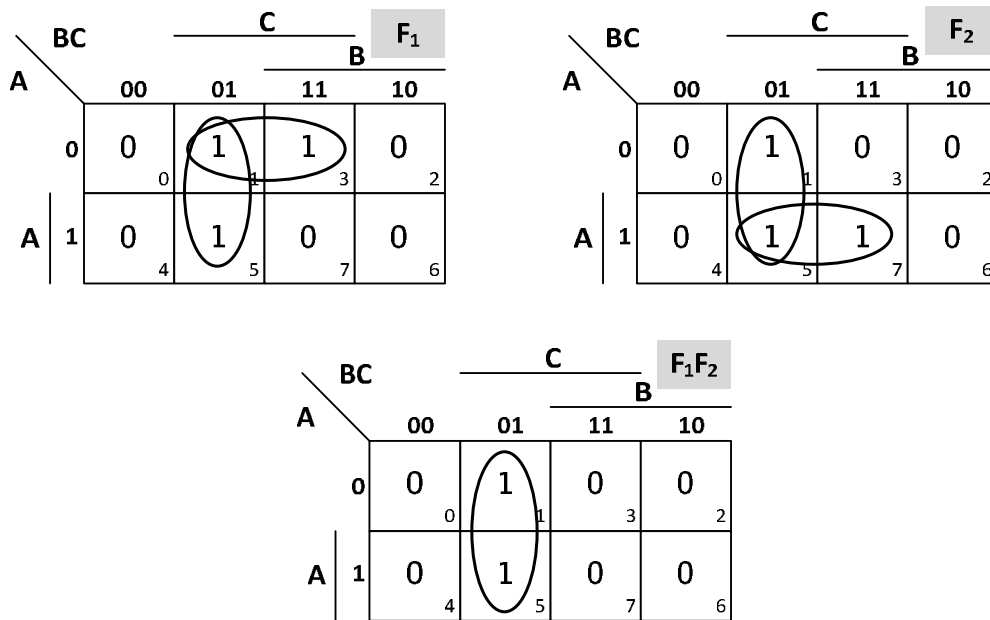 C F₁
BC
B
A
00 01 11 10
0 0 1 1 0
0 1 3 2
A 1 0 1 0 0
4 5 7 6
C F₂
BC
B
A
00 01 11 10
0 0 1 0 0
0 1 3 2
A 1 0 1 1 0
4 5 7 6
C F₁F₂
BC
B
A
00 01 11 10
0 0 1 0 0
0 1 3 2
A 1 0 1 0 0
4 5 7 6